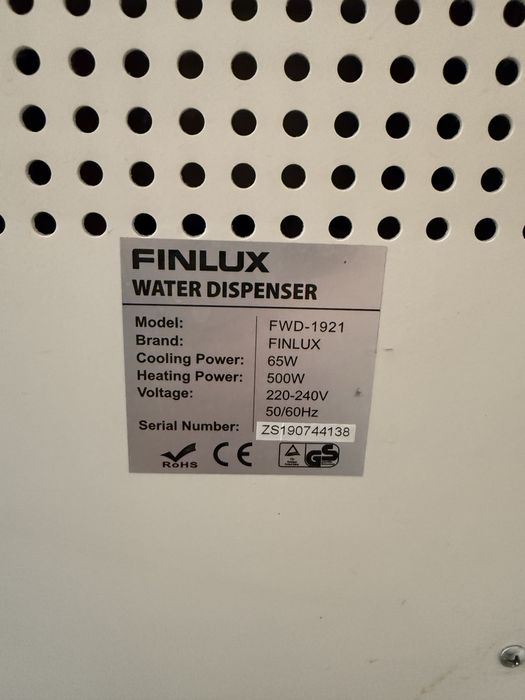 FINLUX
WATER DISPENSER
Model: FWD-1921
Brand: FINLUX
Cooling Power: 65W
Heating Power: 500W
Voltage: 220-240V
50/60Hz
Serial Number: ZS190744138
RoHS CE GS